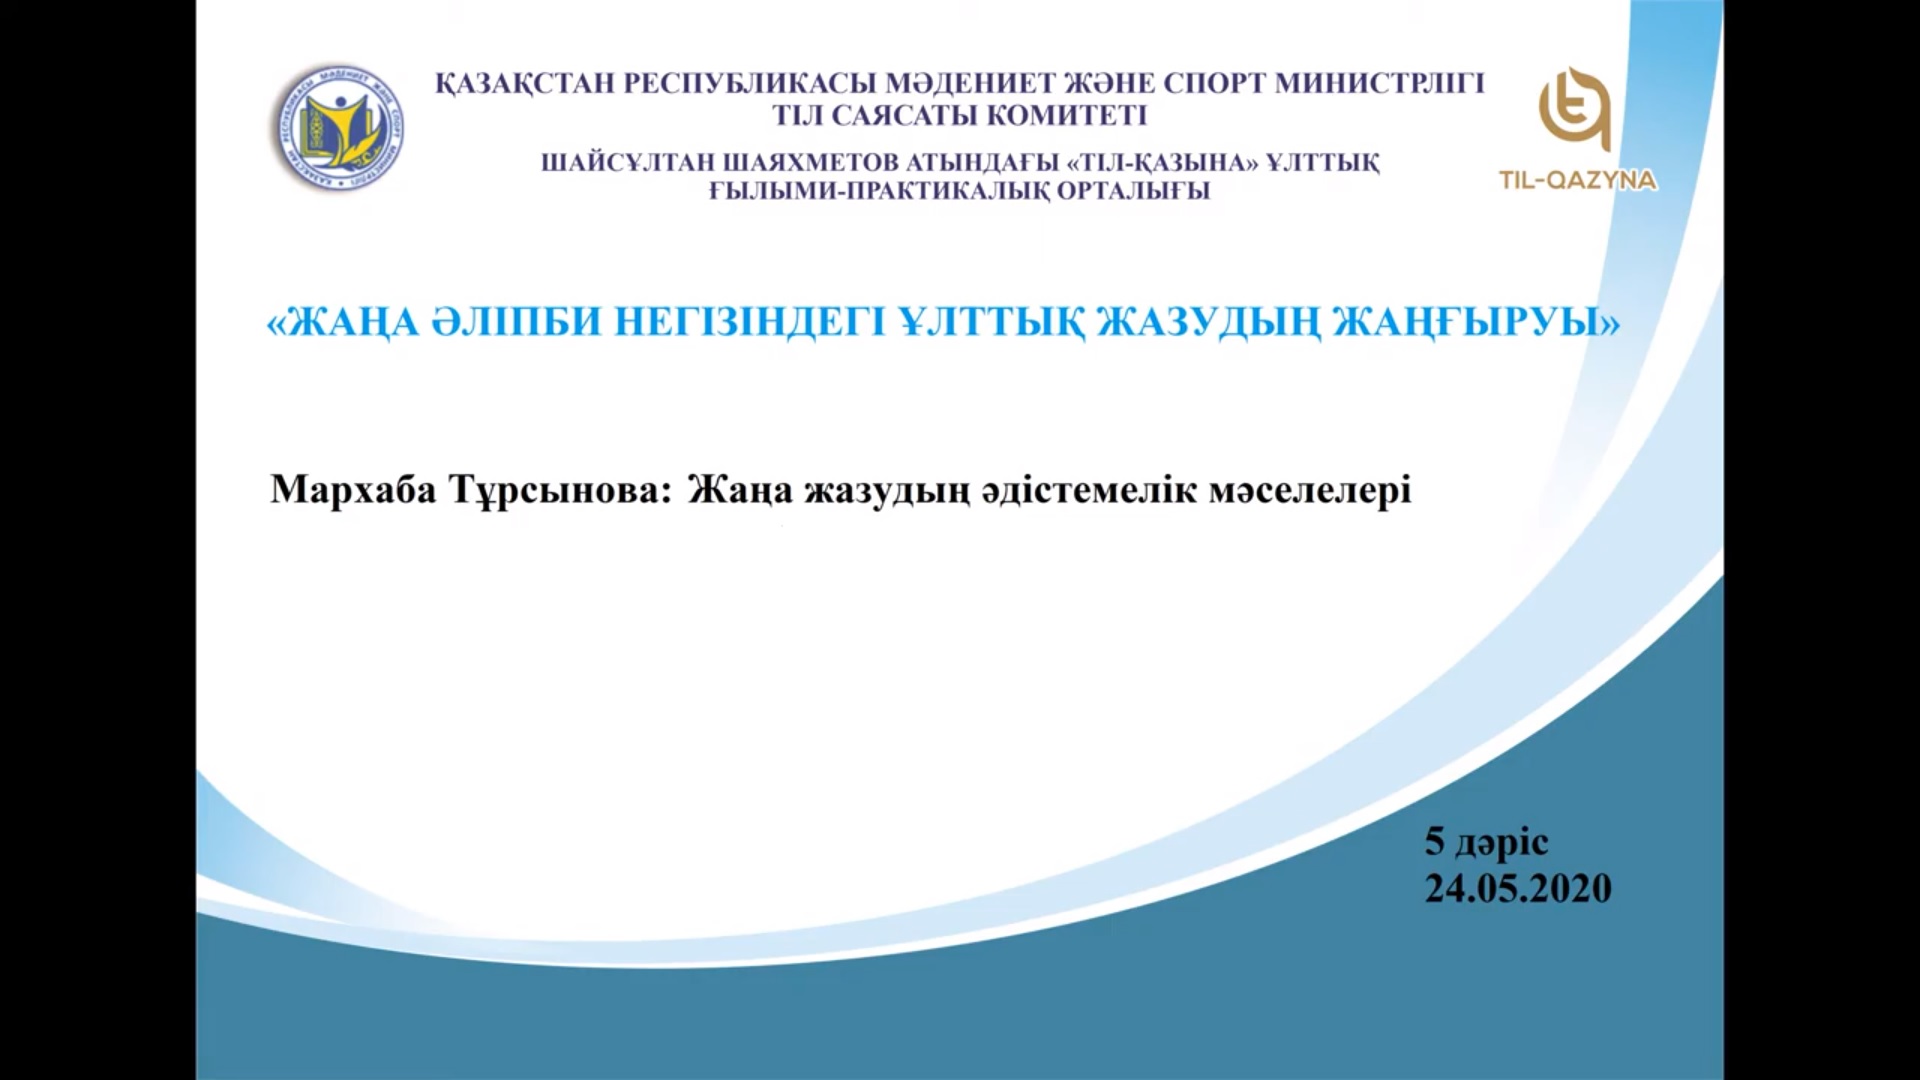 ҚАЗАҚСТАН РЕСПУБЛИКАСЫ МӘДЕНИЕТ ЖӘНЕ СПОРТ МИНИСТРЛІГІ
ТІЛ САЯСАТЫ КОМИТЕТІ
ШАЙСҰЛТАН ШАЯХМЕТОВ АТЫНДАҒЫ «ТІЛ-ҚАЗЫНА» ҰЛТТЫҚ
ҒЫЛЫМИ-ПРАКТИКАЛЫҚ ОРТАЛЫҒЫ
TIL-QAZYNA
«ЖАҢА ӘЛІПБИ НЕГІЗІНДЕГІ ҰЛТТЫҚ ЖАЗУДЫҢ ЖАҢҒЫРУЫ»
Мархаба Тұрсынова: Жаңа жазудың әдістемелік мәселелері
5 дәріс
24.05.2020